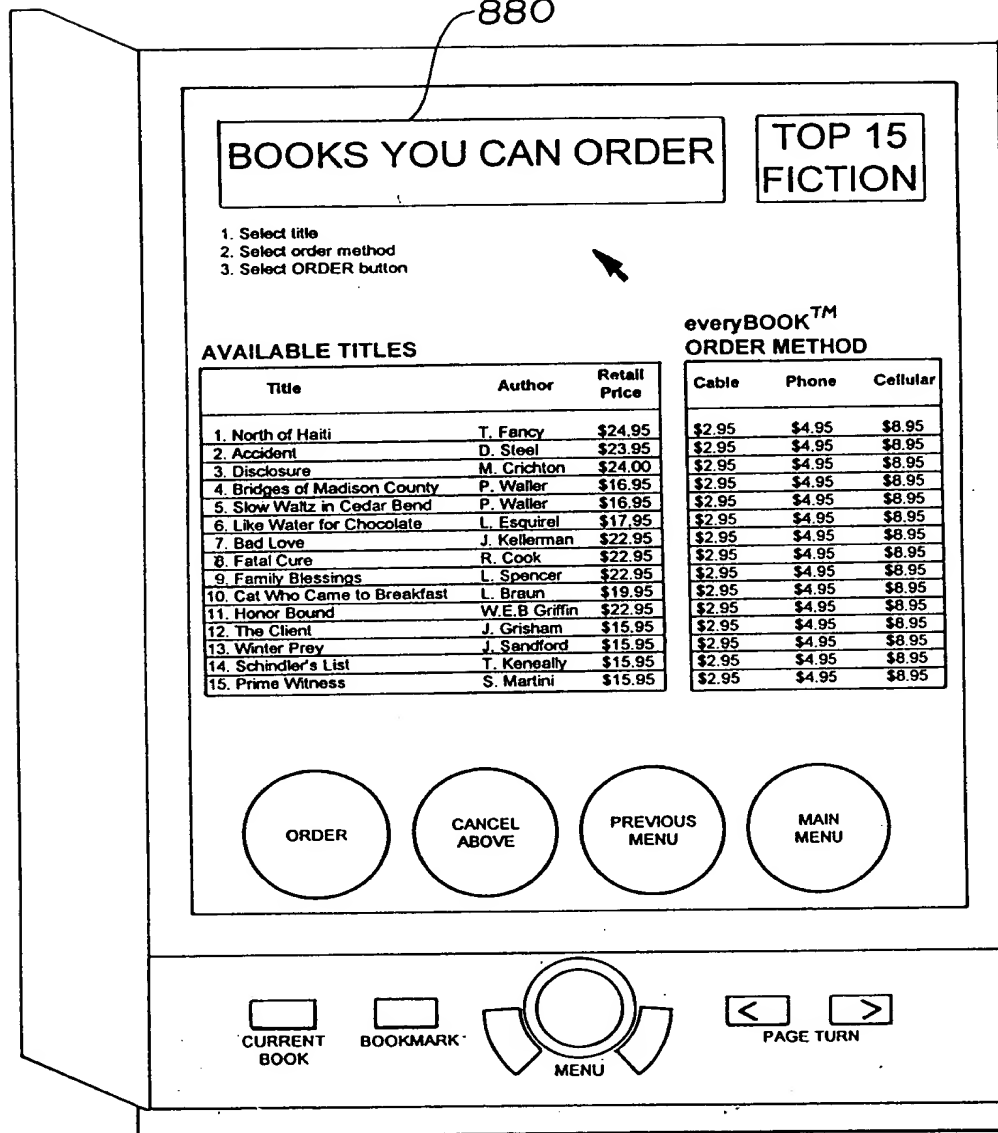 880
BOOKS YOU CAN ORDER
TOP 15
FICTION
1. Select title
2. Select order method
3. Select ORDER button
everyBOOK™
ORDER METHOD
AVAILABLE TITLES
Title Author Retail Price
Cable Phone Cellular
1. North of Haiti T. Fancy $24.95 $2.95 $4.95 $8.95
2. Accident D. Steel $23.95 $2.95 $4.95 $8.95
3. Disclosure M. Crichton $24.00 $2.95 $4.95 $8.95
4. Bridges of Madison County P. Waller $16.95 $2.95 $4.95 $8.95
5. Slow Waltz in Cedar Bend P. Waller $16.95 $2.95 $4.95 $8.95
6. Like Water for Chocolate L. Esquirel $17.95 $2.95 $4.95 $8.95
7. Bad Love J. Kellerman $22.95 $2.95 $4.95 $8.95
8. Fatal Cure R. Cook $22.95 $2.95 $4.95 $8.95
9. Family Blessings L. Spencer $22.95 $2.95 $4.95 $8.95
10. Cat Who Came to Breakfast L. Braun $19.95 $2.95 $4.95 $8.95
11. Honor Bound W.E.B Griffin $22.95 $2.95 $4.95 $8.95
12. The Client J. Grisham $15.95 $2.95 $4.95 $8.95
13. Winter Prey J. Sandford $15.95 $2.95 $4.95 $8.95
14. Schindler's List T. Keneally $15.95 $2.95 $4.95 $8.95
15. Prime Witness S. Martini $15.95 $2.95 $4.95 $8.95
ORDER
CANCEL
ABOVE
PREVIOUS
MENU
MAIN
MENU
< >
CURRENT
BOOK
BOOKMARK
MENU
PAGE TURN